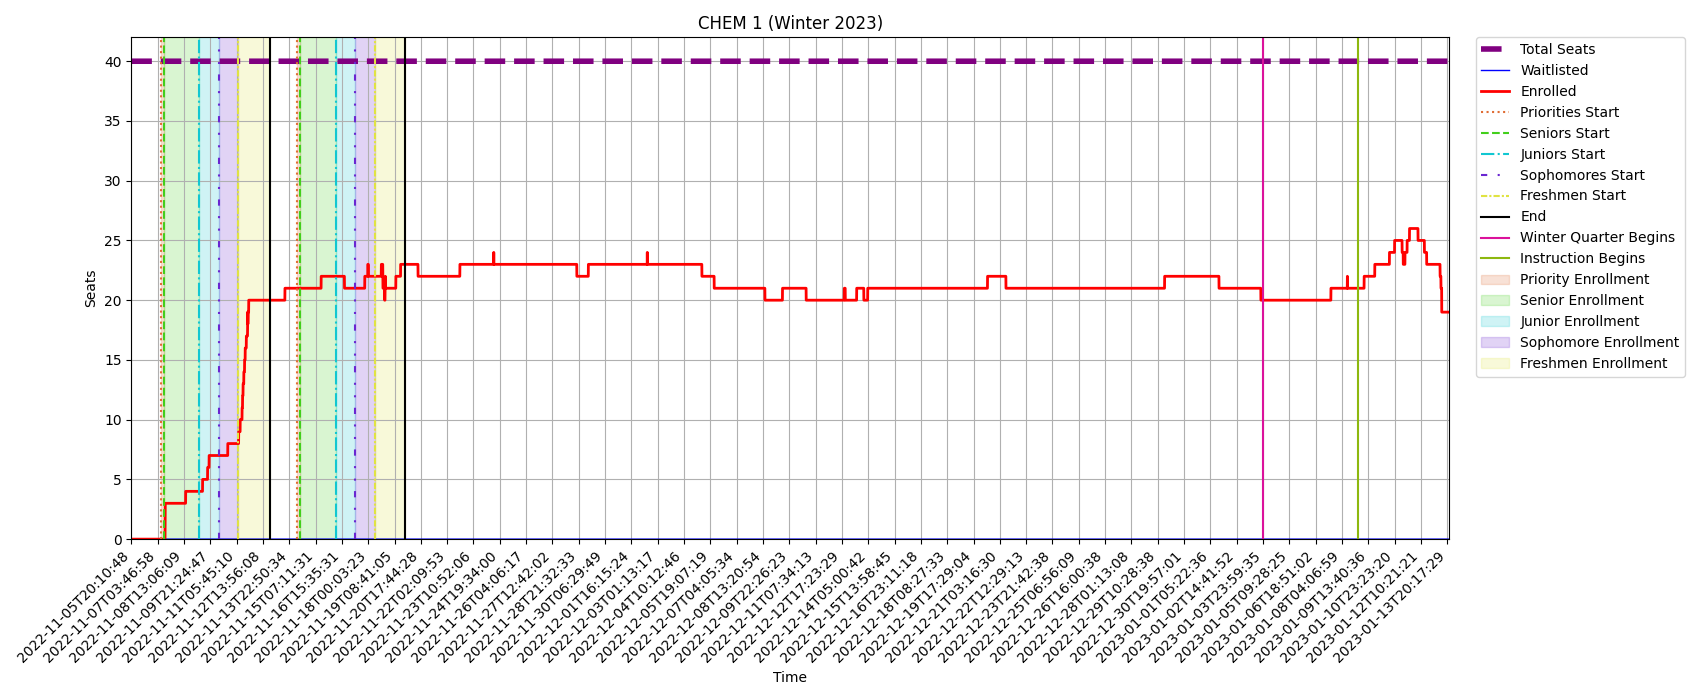 CHEM 1 (Winter 2023)
Seats
40
35
30
25
20
15
10
5
0
2022-11-05T20:10:48
2022-11-07T03:46:58
2022-11-08T13:06:09
2022-11-09T21:24:47
2022-11-11T05:45:10
2022-11-12T13:56:08
2022-11-13T22:50:34
2022-11-15T07:11:31
2022-11-16T15:35:31
2022-11-18T00:03:23
2022-11-19T08:41:05
2022-11-20T17:44:28
2022-11-22T02:09:53
2022-11-23T10:52:06
2022-11-24T19:34:00
2022-11-26T04:06:17
2022-11-27T12:42:02
2022-11-28T21:32:33
2022-11-30T06:29:49
2022-12-01T16:15:24
2022-12-03T01:13:17
2022-12-04T10:12:46
2022-12-05T19:07:19
2022-12-07T04:05:34
2022-12-08T13:20:54
2022-12-09T22:26:23
2022-12-11T07:34:13
2022-12-12T17:23:29
2022-12-14T05:00:42
2022-12-15T13:58:45
2022-12-16T23:11:18
2022-12-18T08:27:33
2022-12-19T17:29:04
2022-12-21T03:16:30
2022-12-22T12:29:13
2022-12-23T21:42:38
2022-12-25T06:56:09
2022-12-26T16:00:38
2022-12-28T01:13:08
2022-12-29T10:28:38
2022-12-30T19:57:01
2023-01-01T05:22:36
2023-01-02T14:41:52
2023-01-03T23:59:35
2023-01-05T09:28:25
2023-01-06T18:51:02
2023-01-08T04:06:59
2023-01-09T13:40:36
2023-01-10T23:23:20
2023-01-12T10:21:21
2023-01-13T20:17:29
Time
Total Seats
Waitlisted
Enrolled
Priorities Start
Seniors Start
Juniors Start
Sophomores Start
Freshmen Start
End
Winter Quarter Begins
Instruction Begins
Priority Enrollment
Senior Enrollment
Junior Enrollment
Sophomore Enrollment
Freshmen Enrollment